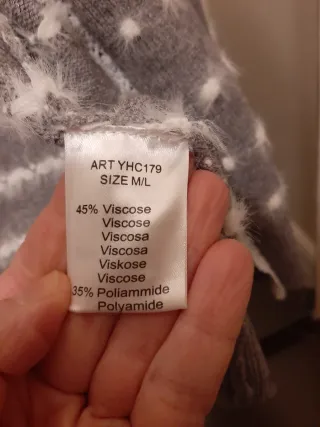 ART YHC179
SIZE M/L
45% Viscose
Viscose
Viscosa
Viscosa
Viskose
Viscose
35% Poliammide
Polyamide